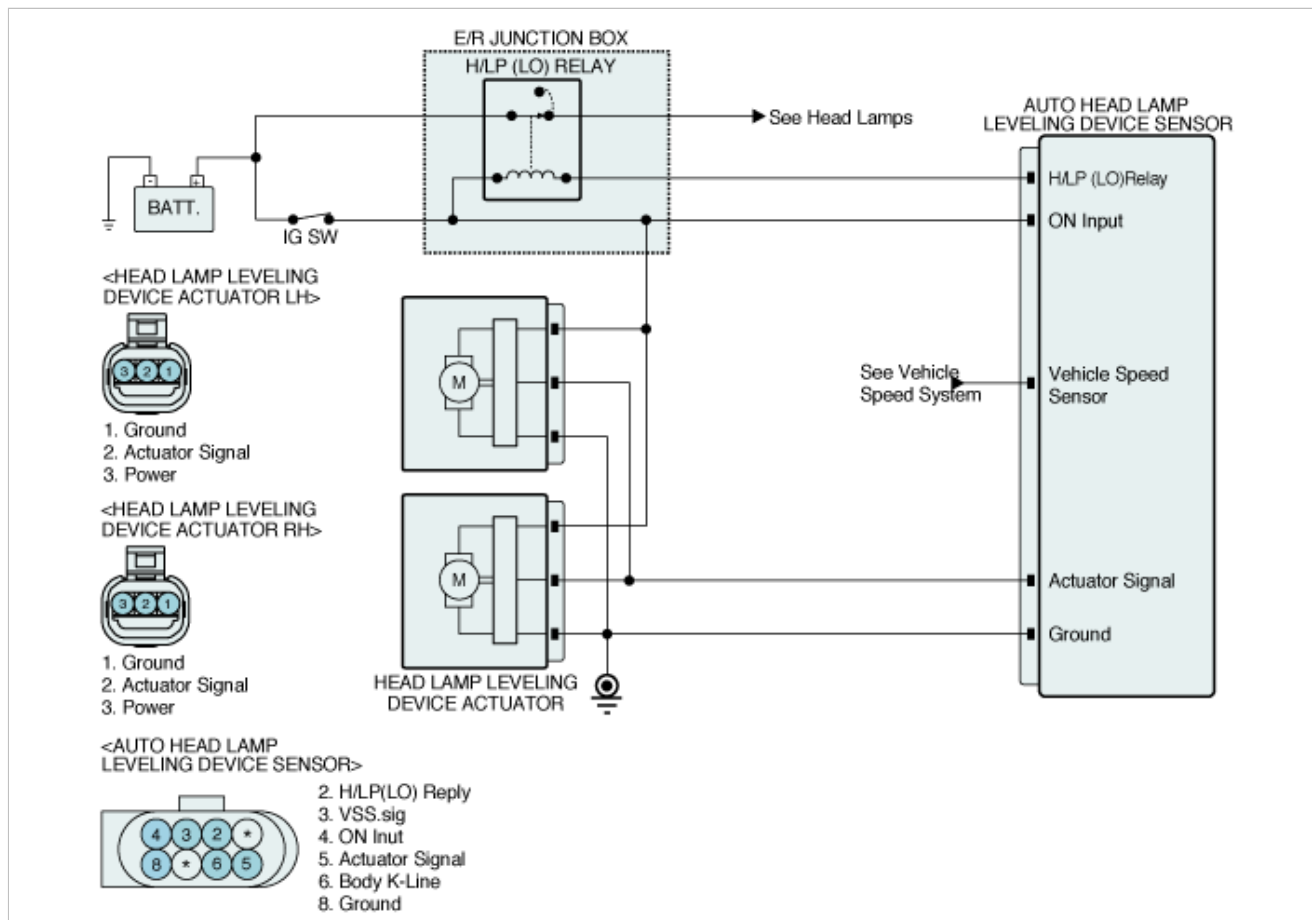 E/R JUNCTION BOX
H/LP (LO) RELAY
See Head Lamps
AUTO HEAD LAMP
LEVELING DEVICE SENSOR
H/LP (LO)Relay
- +
BATT.
IG SW
ON Input
<HEAD LAMP LEVELING
DEVICE ACTUATOR LH>
3 2 1
M
See Vehicle
Speed System
Vehicle Speed
Sensor
1. Ground
2. Actuator Signal
3. Power
<HEAD LAMP LEVELING
DEVICE ACTUATOR RH>
3 2 1
M
Actuator Signal
Ground
1. Ground
2. Actuator Signal
3. Power
HEAD LAMP LEVELING
DEVICE ACTUATOR
<AUTO HEAD LAMP
LEVELING DEVICE SENSOR>
4 3 2 *
8 * 6 5
2. H/LP(LO) Reply
3. VSS.sig
4. ON Inut
5. Actuator Signal
6. Body K-Line
8. Ground